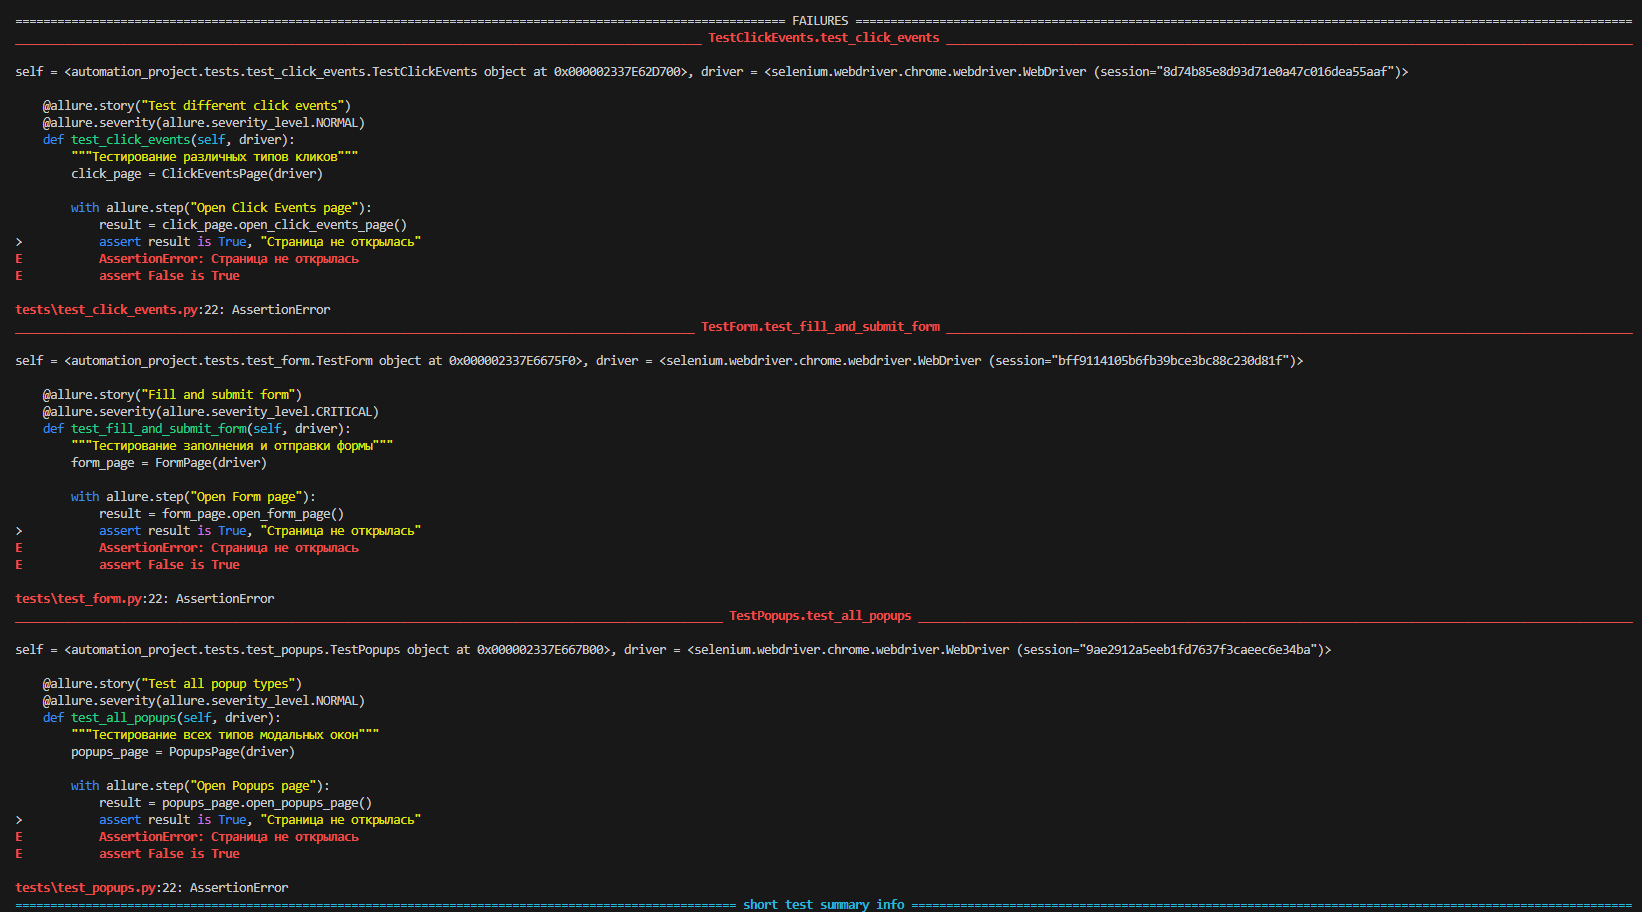 ============================================================ FAILURES ============================================================
TestClickEvents.test_click_events
self = <automation_project.tests.test_click_events.TestClickEvents object at 0x000002337E62D700>, driver = <selenium.webdriver.chrome.webdriver.WebDriver (session="8d74b85e8d93d71e0a47c016dea55aaf")>
@allure.story("Test different click events")
@allure.severity(allure.severity_level.NORMAL)
def test_click_events(self, driver):
"""Тестирование различных типов кликов"""
click_page = ClickEventsPage(driver)
with allure.step("Open Click Events page"):
result = click_page.open_click_events_page()
> assert result is True, "Страница не открылась"
E AssertionError: Страница не открылась
E assert False is True
tests\test_click_events.py:22: AssertionError
TestForm.test_fill_and_submit_form
self = <automation_project.tests.test_form.TestForm object at 0x000002337E6675F0>, driver = <selenium.webdriver.chrome.webdriver.WebDriver (session="bff9114105b6fb39bce3bc88c230d81f")>
@allure.story("Fill and submit form")
@allure.severity(allure.severity_level.CRITICAL)
def test_fill_and_submit_form(self, driver):
"""Тестирование заполнения и отправки формы"""
form_page = FormPage(driver)
with allure.step("Open Form page"):
result = form_page.open_form_page()
> assert result is True, "Страница не открылась"
E AssertionError: Страница не открылась
E assert False is True
tests\test_form.py:22: AssertionError
TestPopups.test_all_popups
self = <automation_project.tests.test_popups.TestPopups object at 0x000002337E667B00>, driver = <selenium.webdriver.chrome.webdriver.WebDriver (session="9ae2912a5eeb1fd7637f3caeec6e34ba")>
@allure.story("Test all popup types")
@allure.severity(allure.severity_level.NORMAL)
def test_all_popups(self, driver):
"""Тестирование всех типов модальных окон"""
popups_page = PopupsPage(driver)
with allure.step("Open Popups page"):
result = popups_page.open_popups_page()
> assert result is True, "Страница не открылась"
E AssertionError: Страница не открылась
E assert False is True
tests\test_popups.py:22: AssertionError
============================================================ short test summary info ============================================================